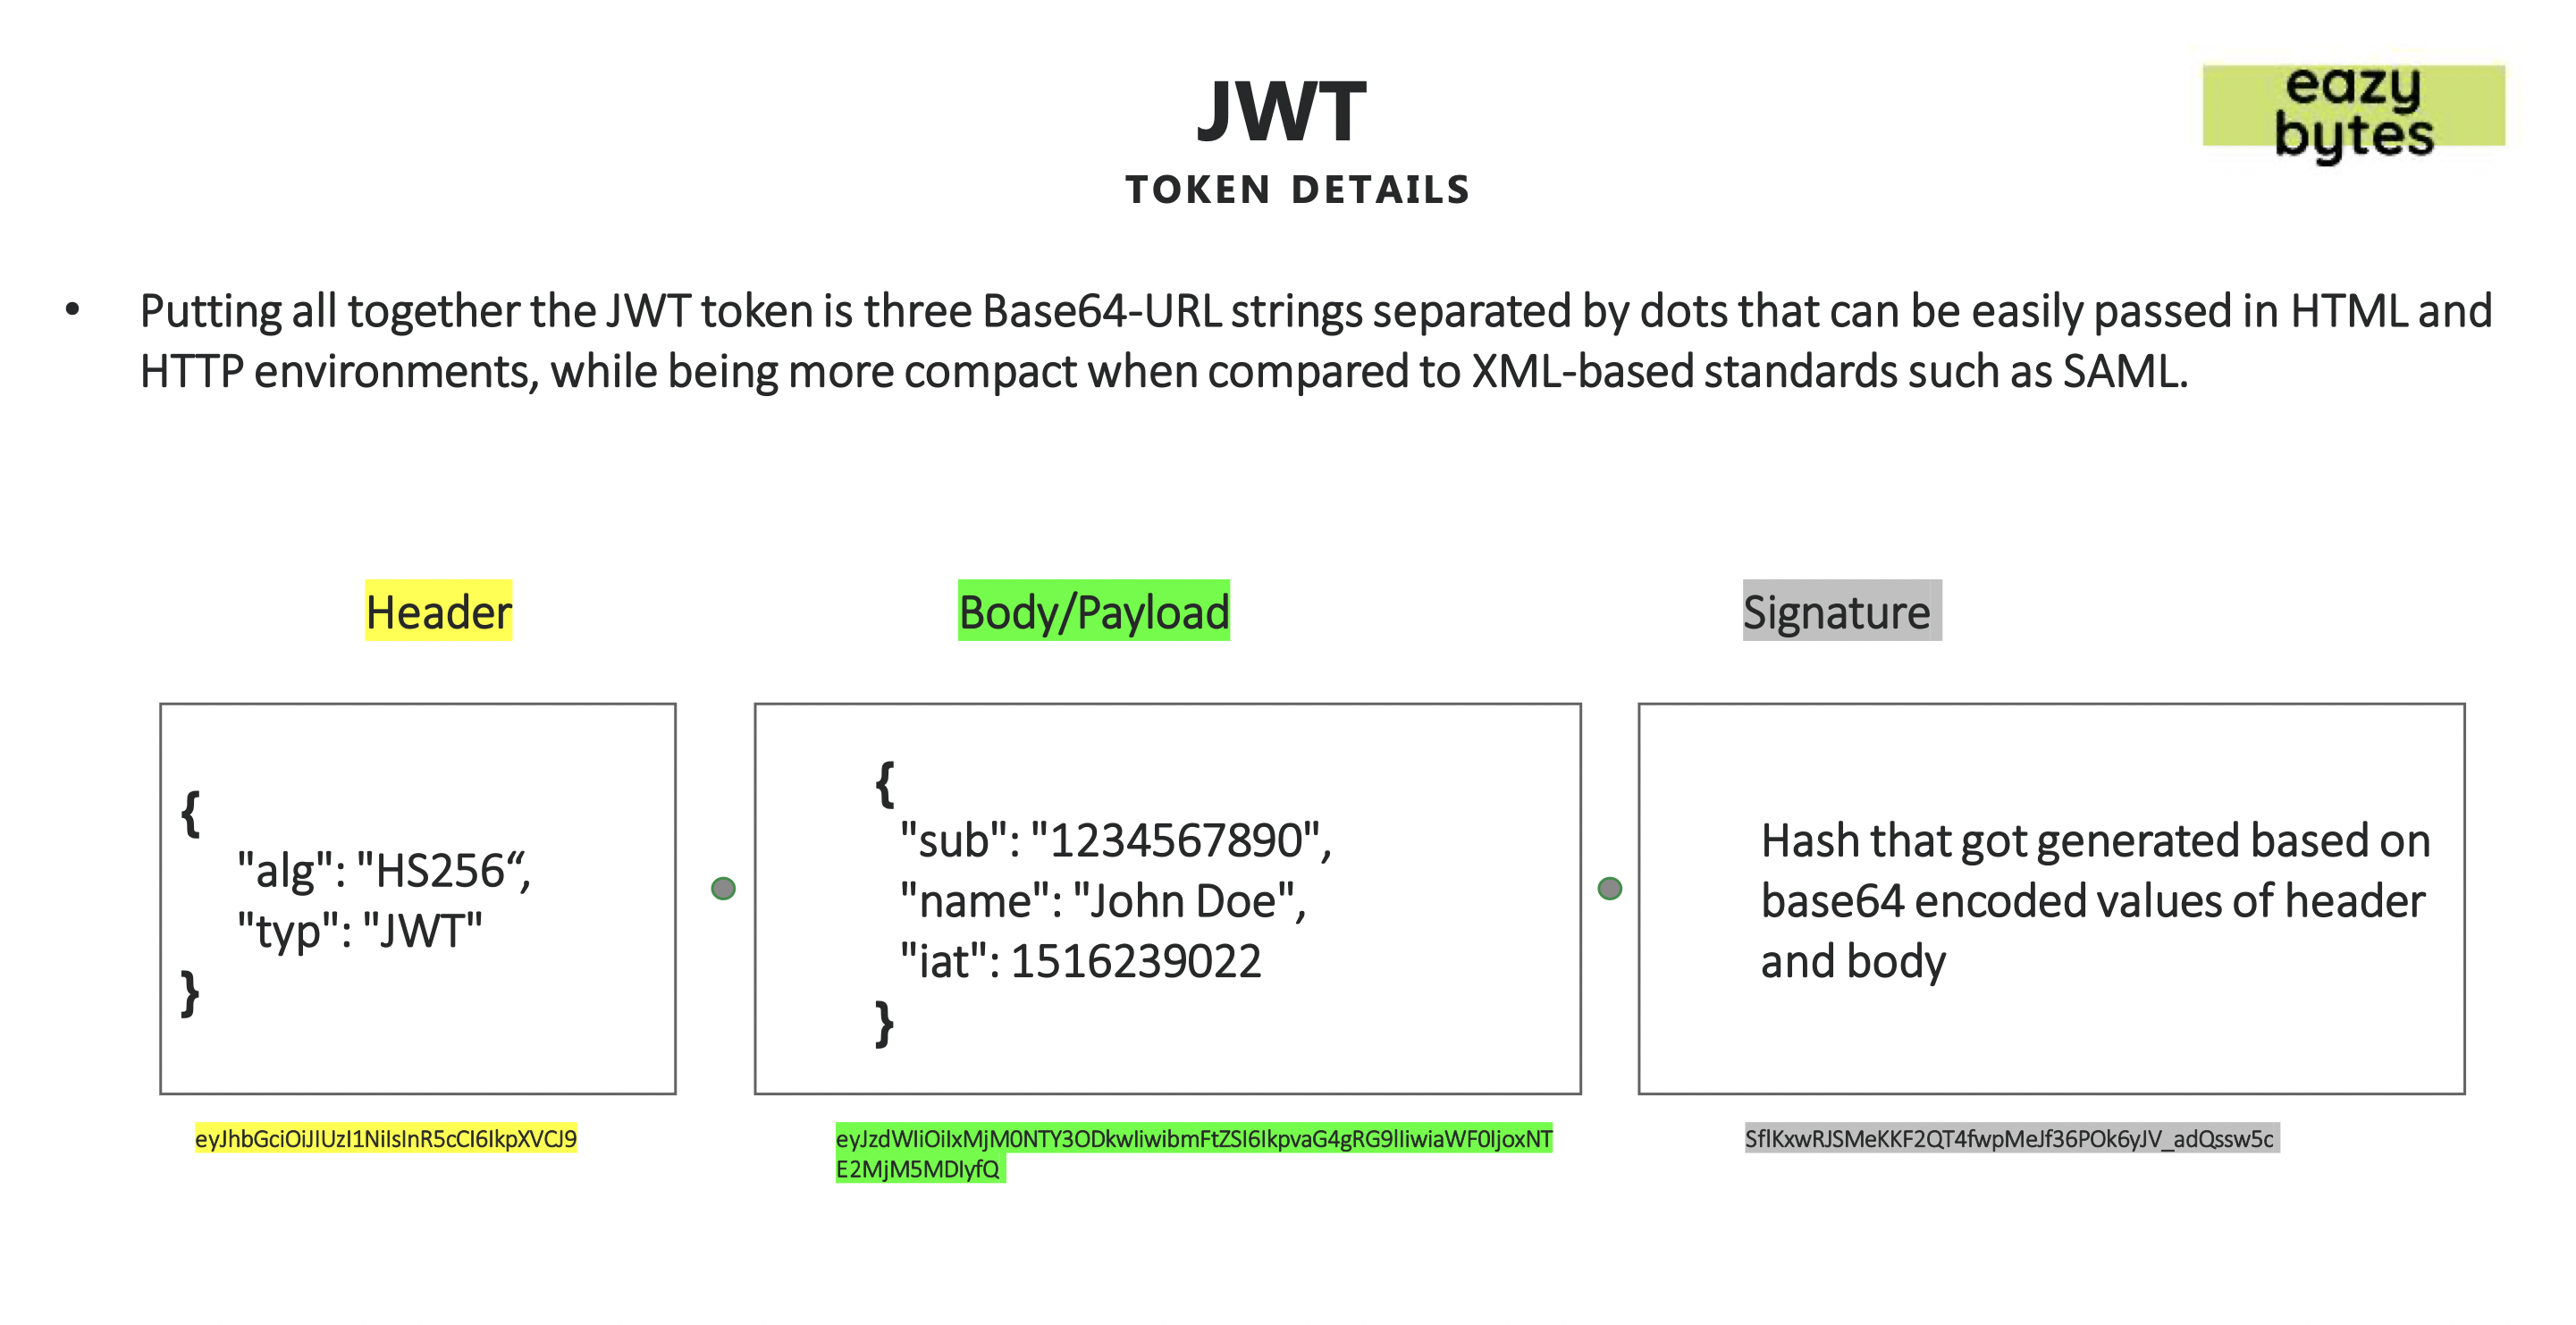 JWT
eazy
bytes
TOKEN DETAILS
• Putting all together the JWT token is three Base64-URL strings separated by dots that can be easily passed in HTML and
HTTP environments, while being more compact when compared to XML-based standards such as SAML.
Header
Body/Payload
Signature
{
"alg": "HS256“,
"typ": "JWT"
}
{
"sub": "1234567890",
"name": "John Doe",
"iat": 1516239022
}
Hash that got generated based on
base64 encoded values of header
and body
eyJhbGciOiJIUzI1NiIsInR5cCI6IkpXVCJ9
eyJzdWIiOiIxMjM0NTY3ODkwIiwibmFtZSI6IkpvaG4gRG9lIiwiaWF0IjoxNT
E2MjM5MDIyfQ
SflKxwRJSMeKKF2QT4fwpMeJf36POk6yJV_adQssw5c